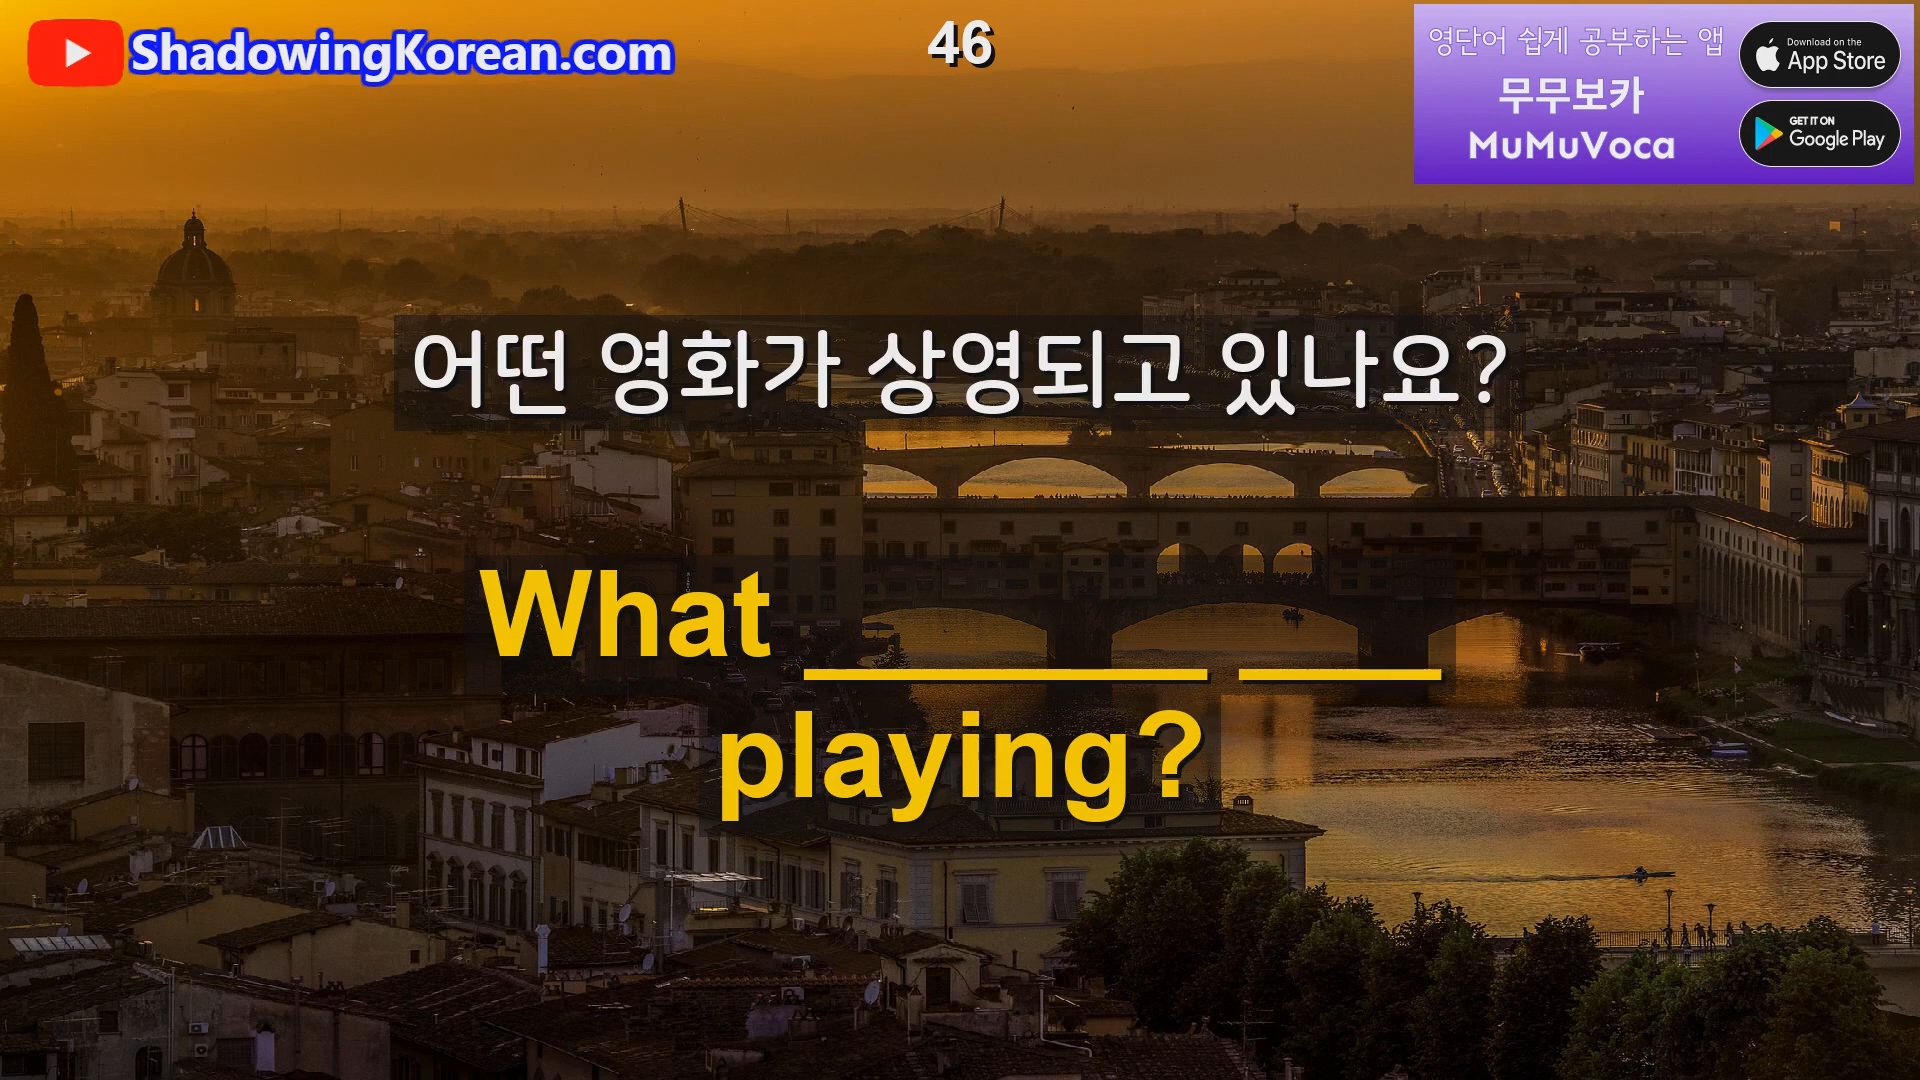 ShadowingKorean.com
46
영단어 쉽게 공부하는 앱
무무보카
MuMuVoca
Download on the
App Store
GET IT ON
Google Play
어떤 영화가 상영되고 있나요?
What ________ ____
playing?